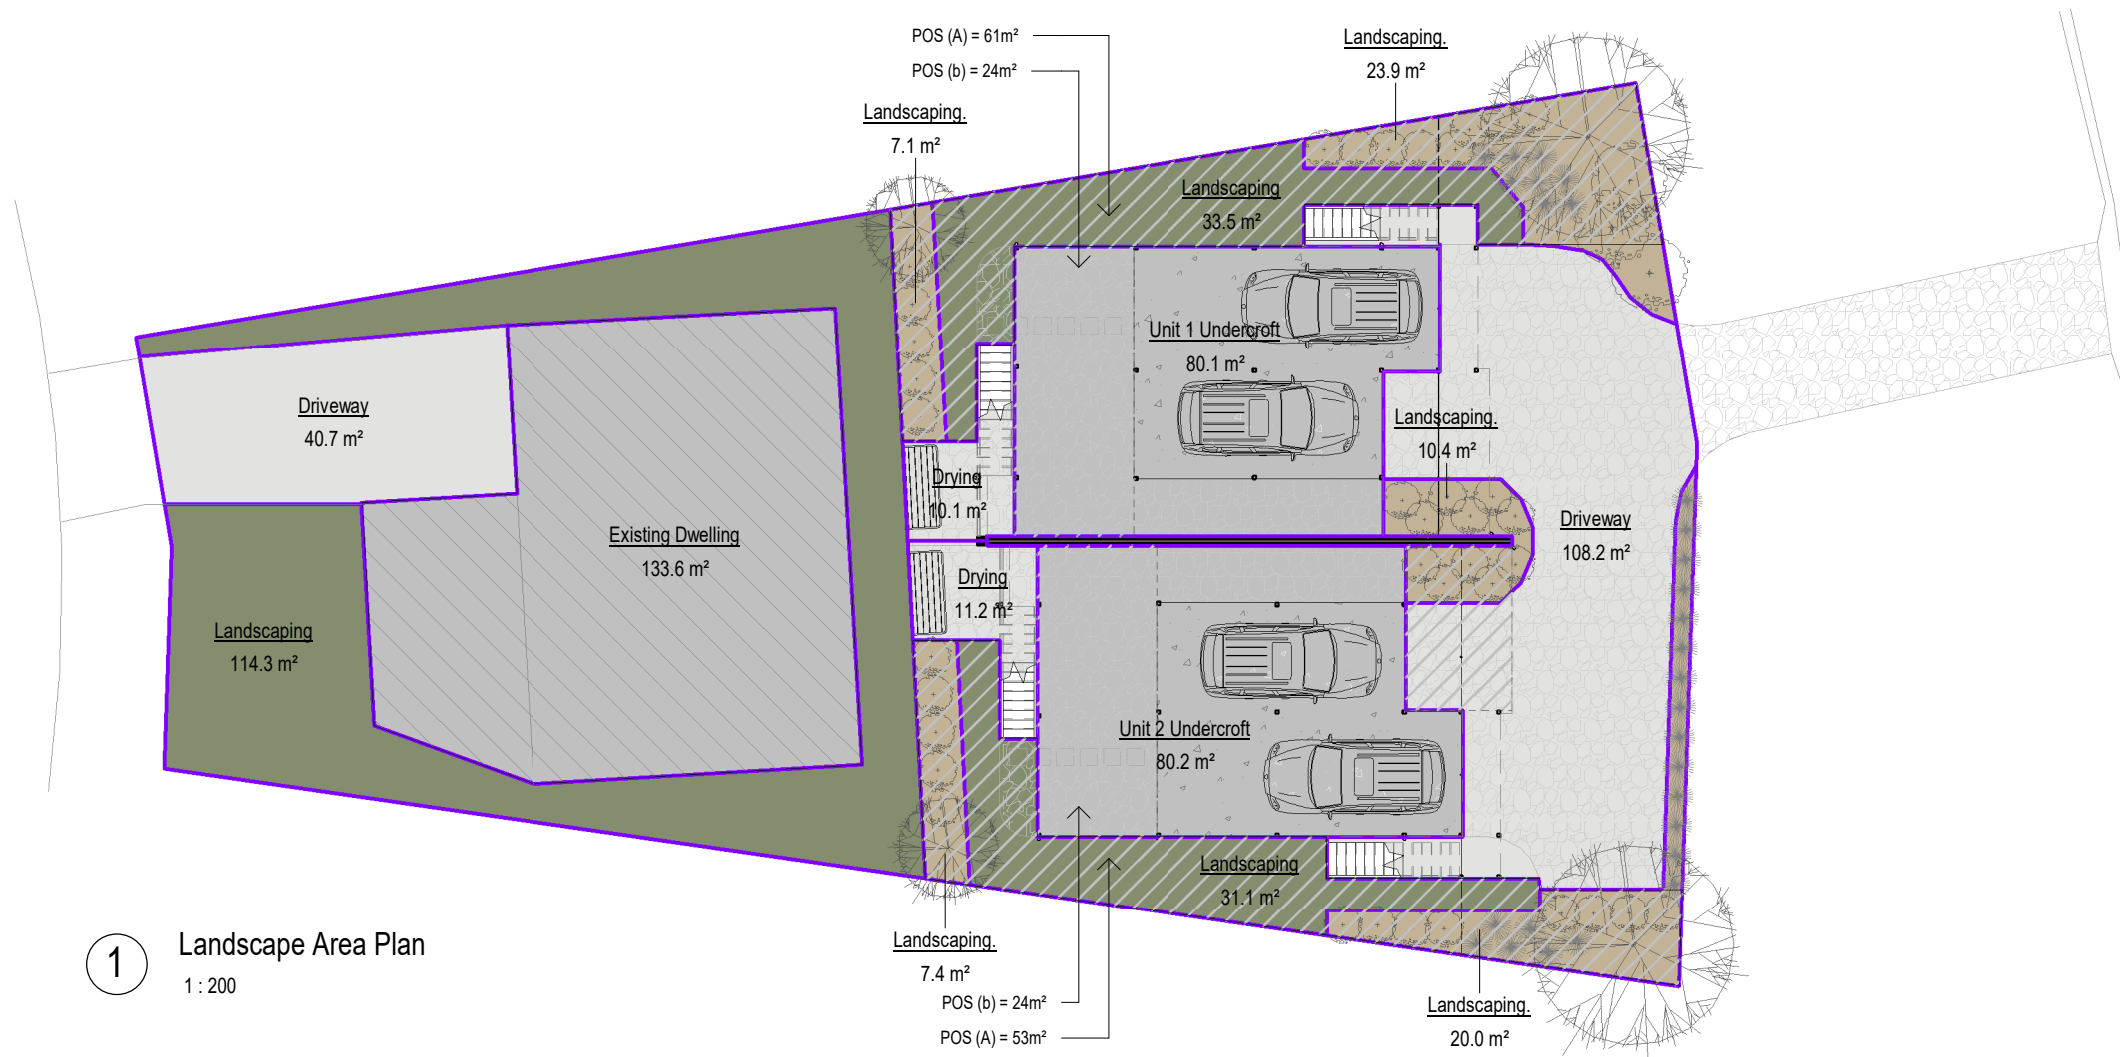 POS (A) = 61m²
POS (b) = 24m²
Landscaping.
23.9 m²
Landscaping.
7.1 m²
Landscaping
33.5 m²
Unit 1 Undercroft
80.1 m²
Driveway
40.7 m²
Landscaping.
10.4 m²
Drying
10.1 m²
Existing Dwelling
133.6 m²
Driveway
108.2 m²
Drying
11.2 m²
Landscaping
114.3 m²
Unit 2 Undercroft
80.2 m²
Landscaping
31.1 m²
1
Landscape Area Plan
1 : 200
Landscaping.
7.4 m²
POS (b) = 24m²
POS (A) = 53m²
Landscaping.
20.0 m²